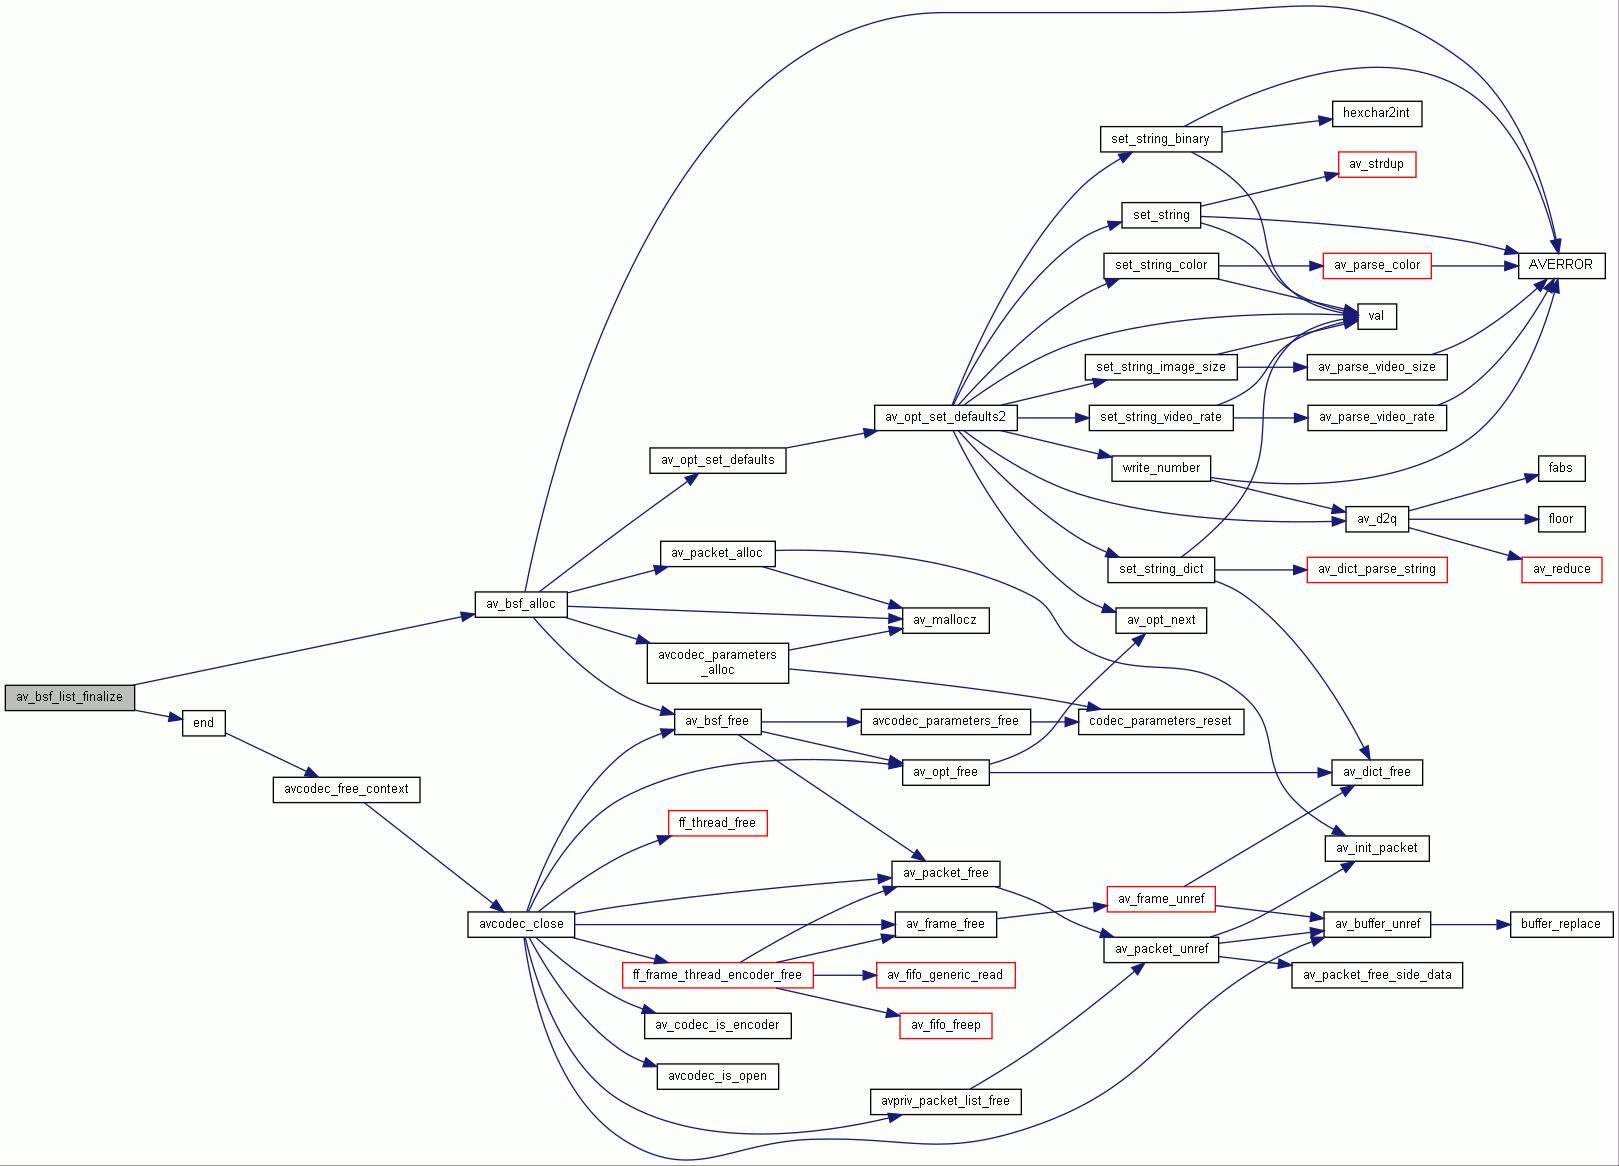 hexchar2int
set_string_binary
av_strdup
set_string
set_string_color
av_parse_color
AVERROR
val
set_string_image_size
av_parse_video_size
av_opt_set_defaults2
set_string_video_rate
av_parse_video_rate
av_opt_set_defaults
write_number
fabs
av_d2q
floor
av_packet_alloc
set_string_dict
av_dict_parse_string
av_reduce
av_bsf_alloc
av_mallocz
av_opt_next
avcodec_parameters
_alloc
av_bsf_list_finalize
end
av_bsf_free
avcodec_parameters_free
codec_parameters_reset
avcodec_free_context
av_opt_free
av_dict_free
ff_thread_free
av_init_packet
av_packet_free
av_frame_unref
avcodec_close
av_frame_free
av_buffer_unref
buffer_replace
av_packet_unref
ff_frame_thread_encoder_free
av_fifo_generic_read
av_packet_free_side_data
av_codec_is_encoder
av_fifo_freep
avcodec_is_open
avpriv_packet_list_free